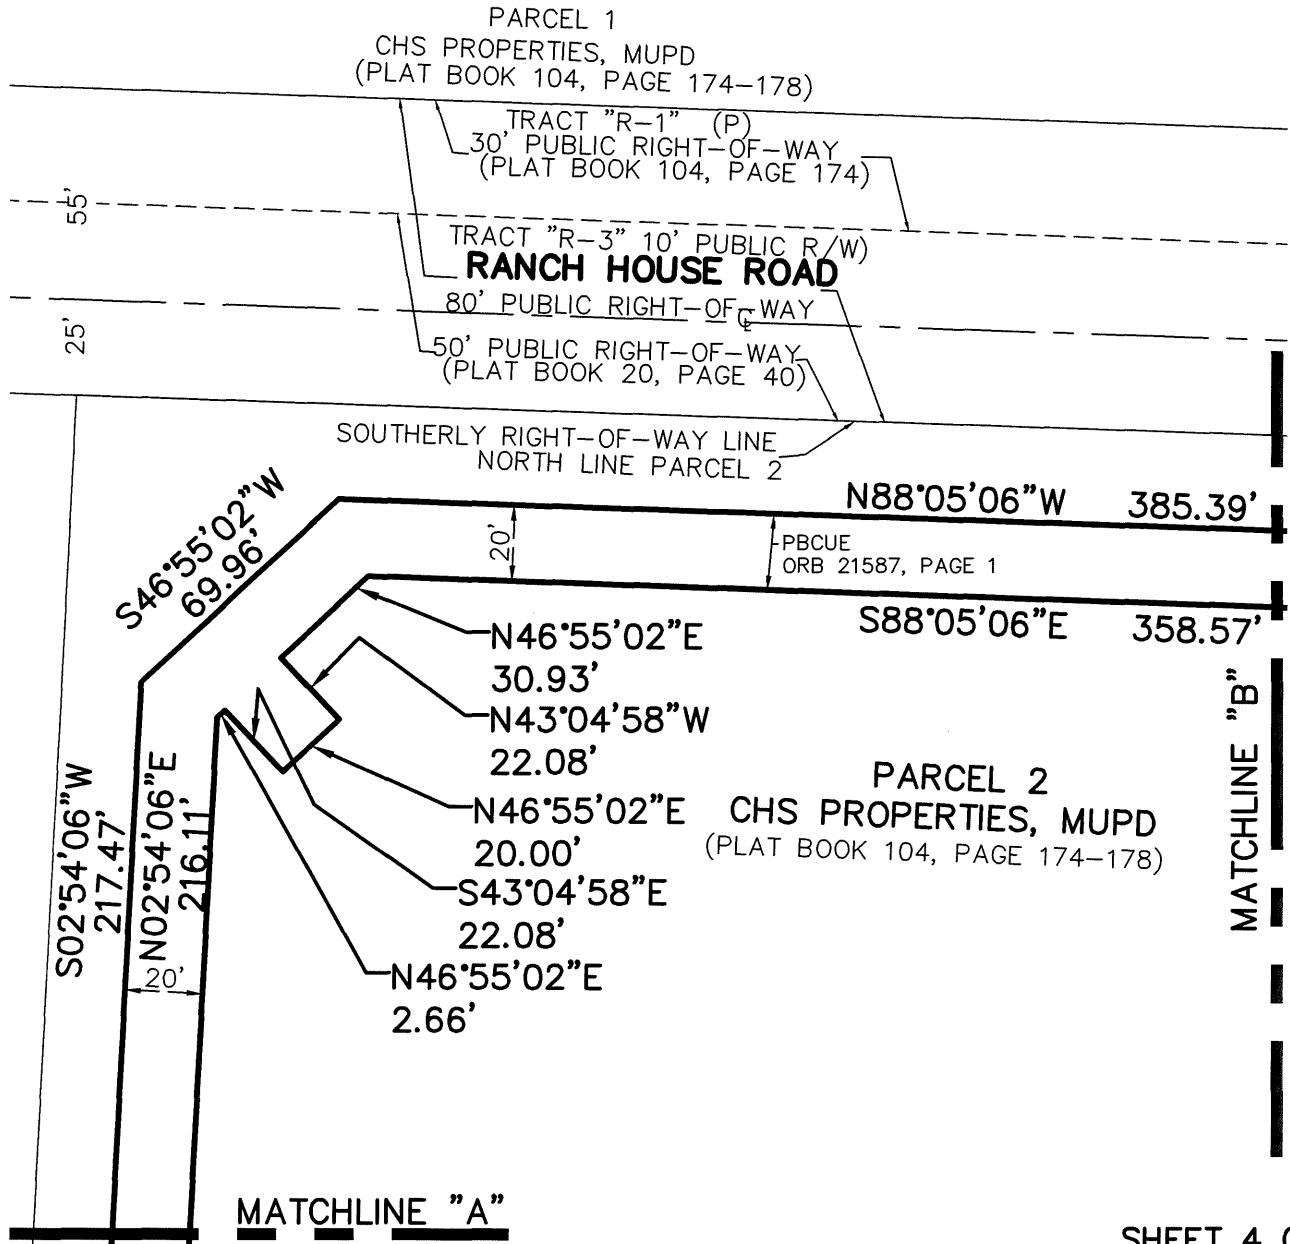 PARCEL 1
CHS PROPERTIES, MUPD
(PLAT BOOK 104, PAGE 174-178)
TRACT "R-1" (P)
30' PUBLIC RIGHT-OF-WAY
(PLAT BOOK 104, PAGE 174)
55'
TRACT "R-3" 10' PUBLIC R/W)
RANCH HOUSE ROAD
80' PUBLIC RIGHT-OF-WAY
25'
50' PUBLIC RIGHT-OF-WAY
(PLAT BOOK 20, PAGE 40)
SOUTHERLY RIGHT-OF-WAY LINE
NORTH LINE PARCEL 2
S46°55'02"W
69.96'
N88°05'06"W 385.39'
20'
PBCUE
ORB 21587, PAGE 1
S88°05'06"E 358.57'
N46°55'02"E
30.93'
N43°04'58"W
22.08'
N46°55'02"E
20.00'
S43°04'58"E
22.08'
N46°55'02"E
2.66'
PARCEL 2
CHS PROPERTIES, MUPD
(PLAT BOOK 104, PAGE 174-178)
MATCHLINE "B"
S02°54'06"W
217.47'
N02°54'06"E
216.11'
20'
MATCHLINE "A"
SHEET 4